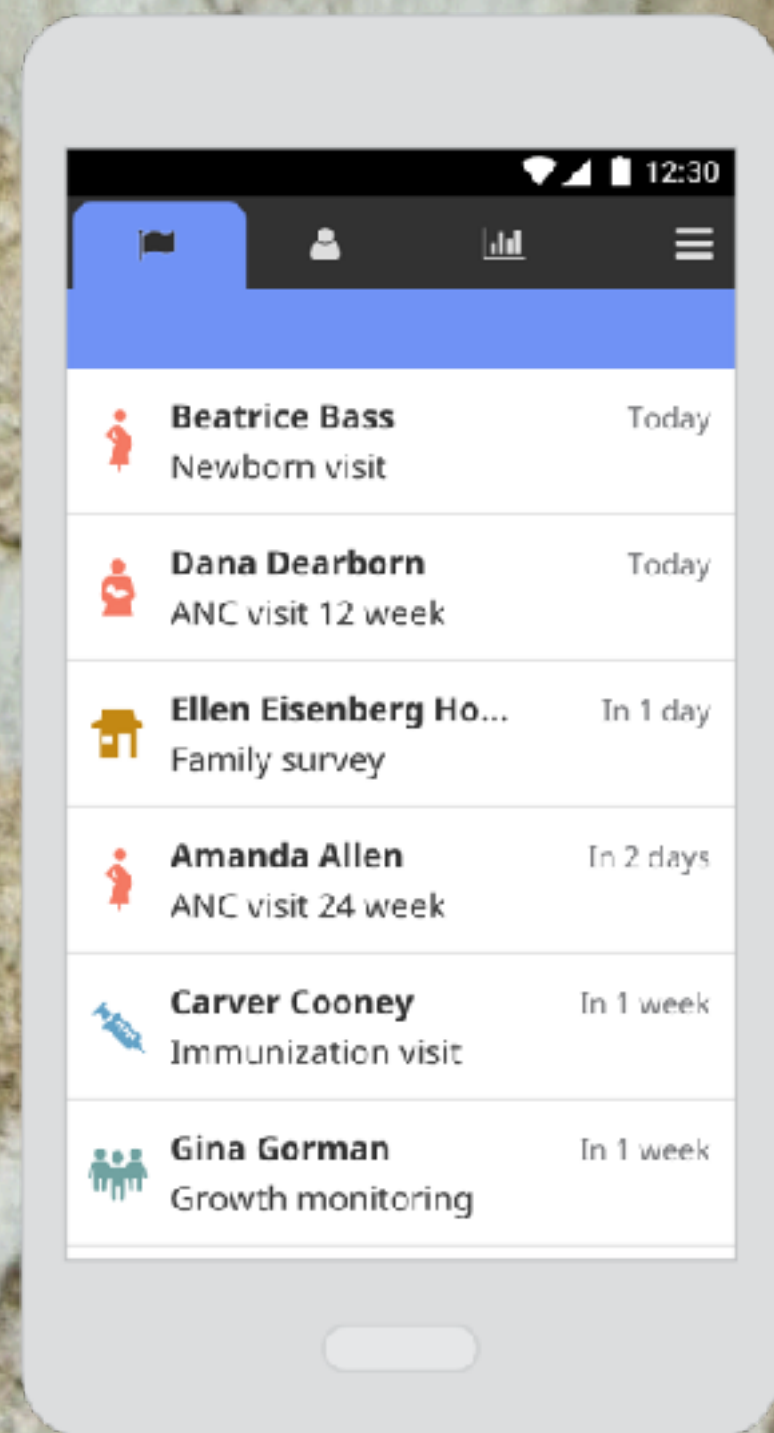 12:30
Beatrice Bass
Today
Newborn visit
Dana Dearborn
Today
ANC visit 12 week
Ellen Eisenberg Ho...
In 1 day
Family survey
Amanda Allen
In 2 days
ANC visit 24 week
Carver Cooney
In 1 week
Immunization visit
Gina Gorman
In 1 week
Growth monitoring